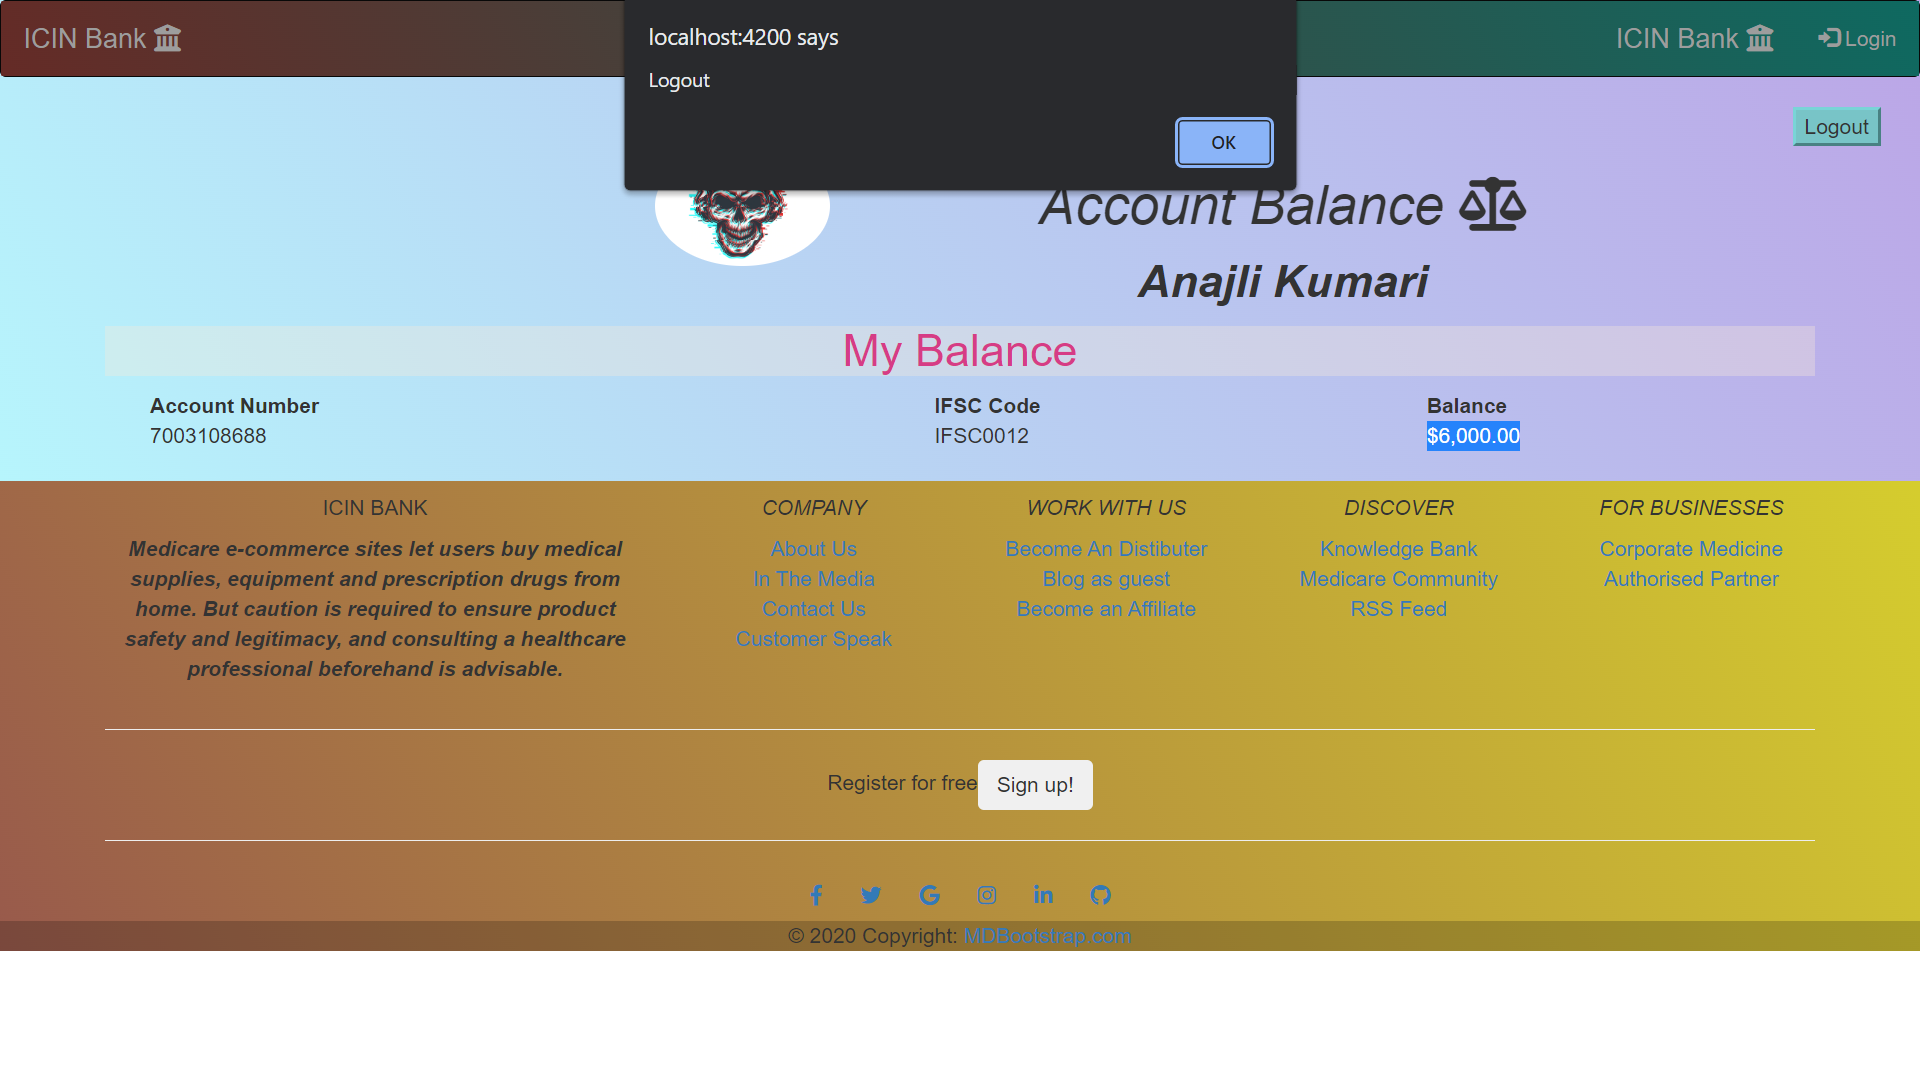 ICIN Bank
localhost:4200 says
Logout
OK
ICIN Bank
Login
Logout
Account Balance
Anajli Kumari
My Balance
Account Number IFSC Code Balance
7003108688 IFSC0012 $6,000.00
ICIN BANK
Medicare e-commerce sites let users buy medical
supplies, equipment and prescription drugs from
home. But caution is required to ensure product
safety and legitimacy, and consulting a healthcare
professional beforehand is advisable.
COMPANY
About Us
In The Media
Contact Us
Customer Speak
WORK WITH US
Become An Distibuter
Blog as guest
Become an Affiliate
DISCOVER
Knowledge Bank
Medicare Community
RSS Feed
FOR BUSINESSES
Corporate Medicine
Authorised Partner
Register for free Sign up!
© 2020 Copyright: MDBootstrap.com